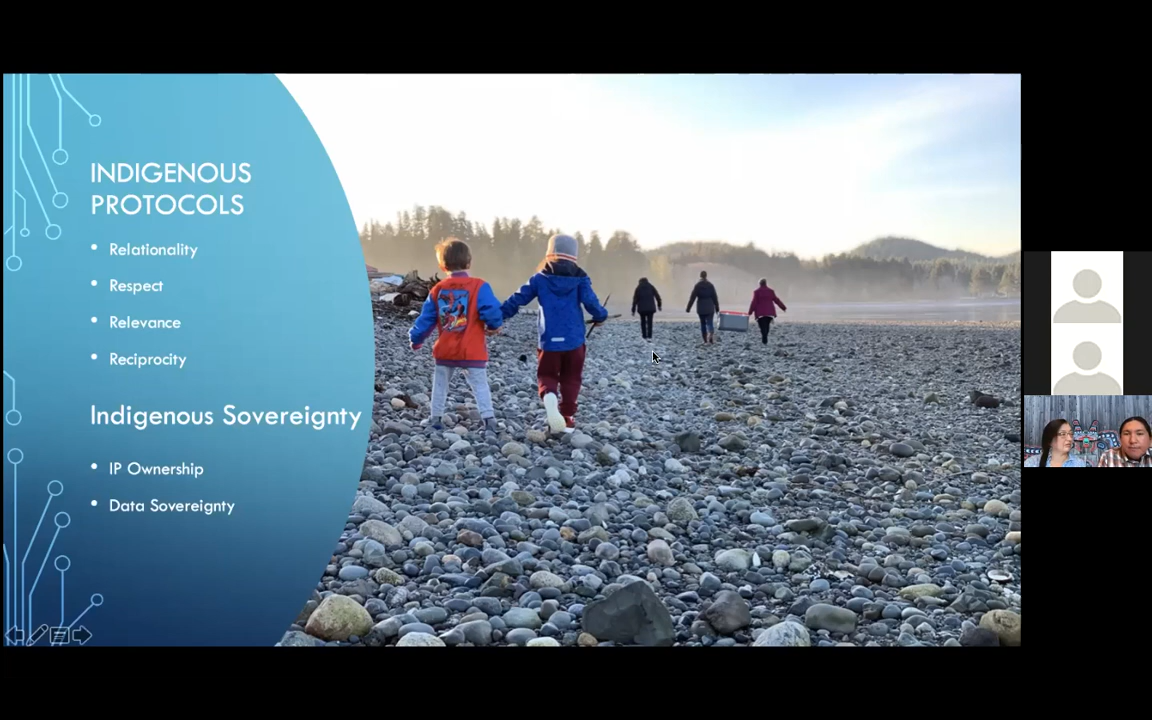 INDIGENOUS
PROTOCOLS
• Relationality
• Respect
• Relevance
• Reciprocity
Indigenous Sovereignty
• IP Ownership
• Data Sovereignty